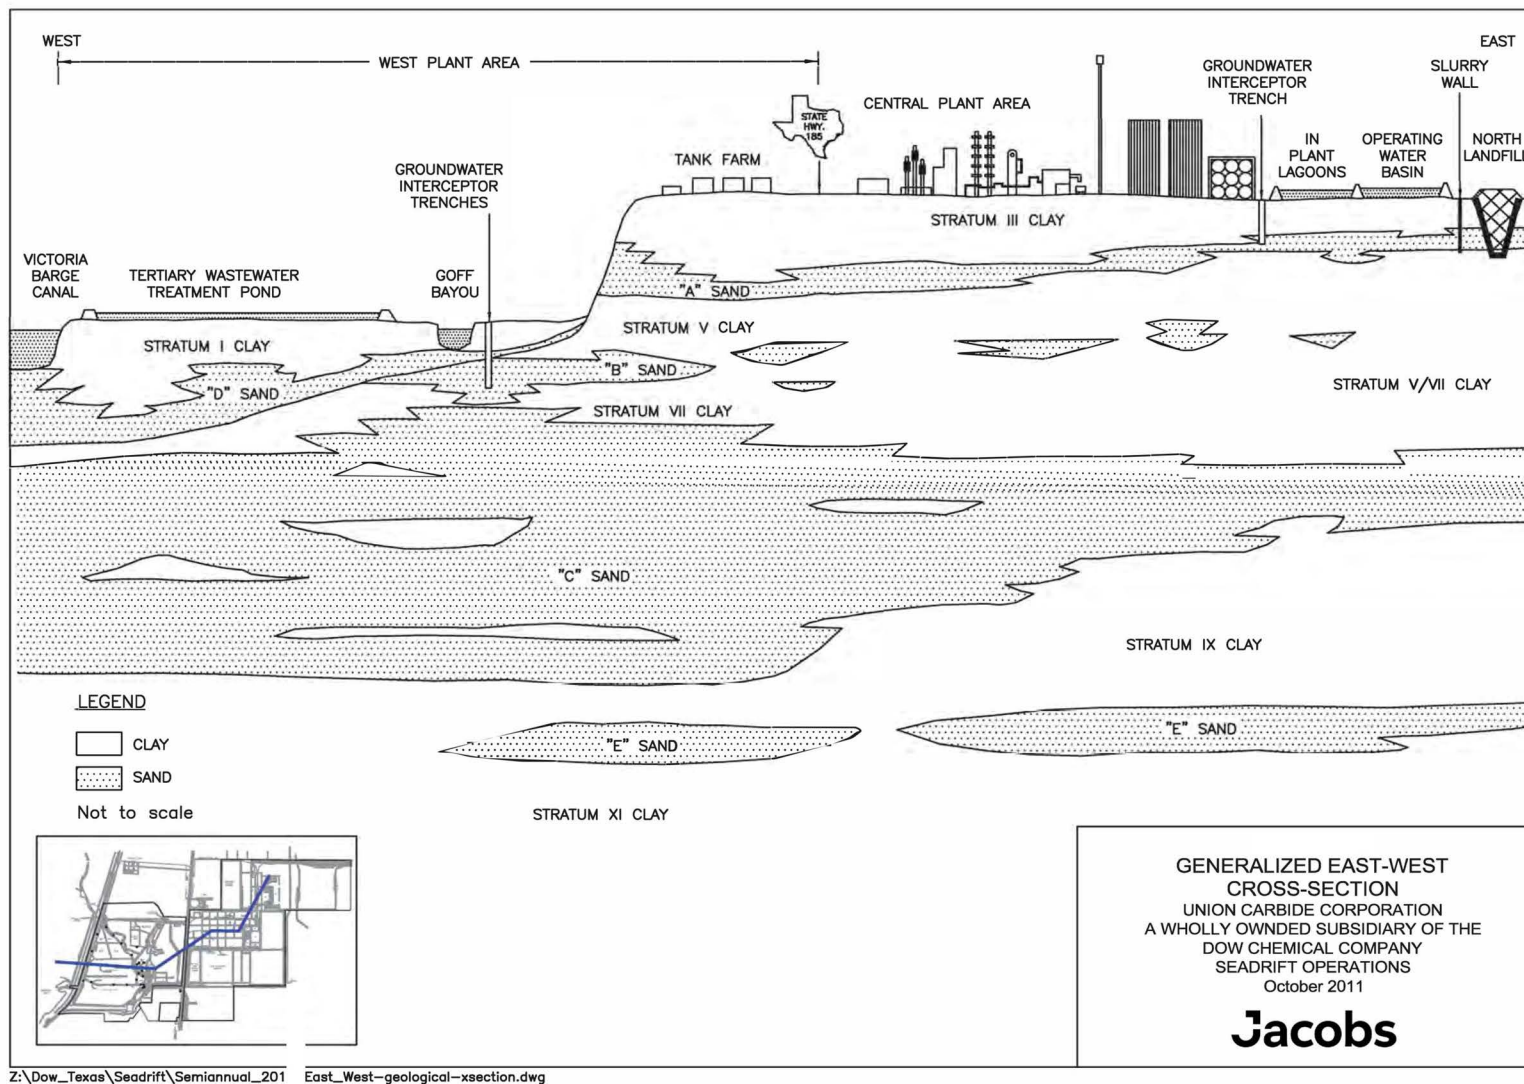 WEST
EAST
WEST PLANT AREA
STATE
HWY.
185
CENTRAL PLANT AREA
GROUNDWATER
INTERCEPTOR
TRENCH
SLURRY
WALL
IN
PLANT
LAGOONS
OPERATING
WATER
BASIN
NORTH
LANDFILL
TANK FARM
GROUNDWATER
INTERCEPTOR
TRENCHES
STRATUM III CLAY
VICTORIA
BARGE
CANAL
TERTIARY WASTEWATER
TREATMENT POND
GOFF
BAYOU
"A" SAND
STRATUM V CLAY
STRATUM I CLAY
"B" SAND
"D" SAND
STRATUM V/VII CLAY
STRATUM VII CLAY
"C" SAND
STRATUM IX CLAY
"E" SAND
"E" SAND
STRATUM XI CLAY
LEGEND
CLAY
SAND
Not to scale
GENERALIZED EAST-WEST
CROSS-SECTION
UNION CARBIDE CORPORATION
A WHOLLY OWNDED SUBSIDIARY OF THE
DOW CHEMICAL COMPANY
SEADRIFT OPERATIONS
October 2011
Jacobs
Z:\Dow_Texas\Seadrift\Semiannual_201 East_West-geological-xsection.dwg